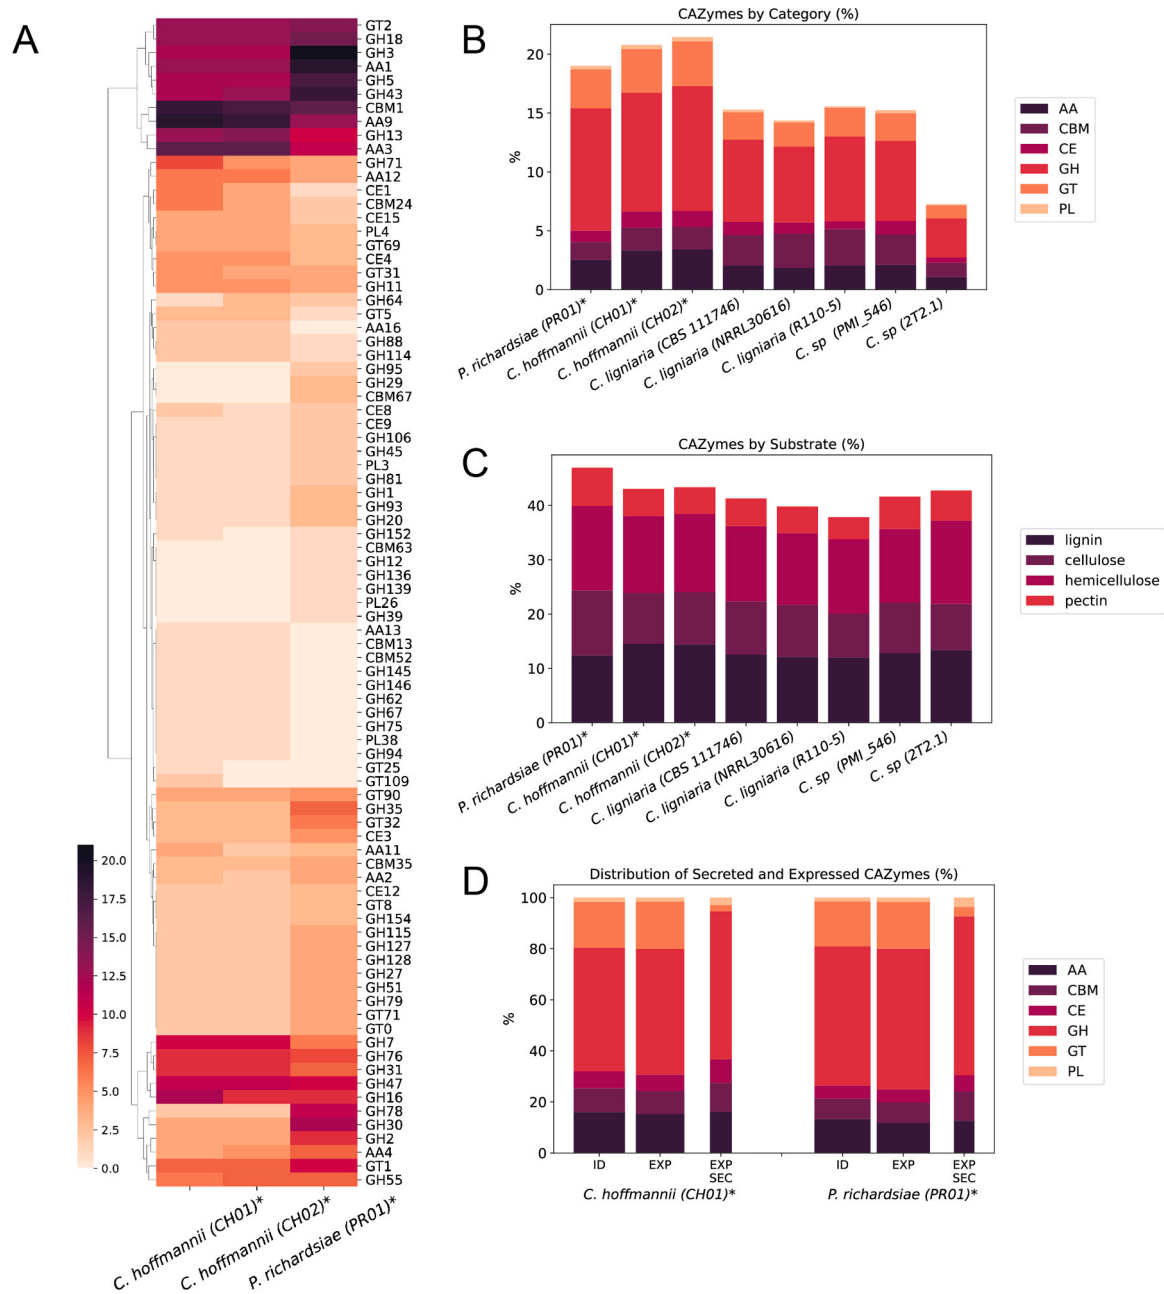 A
GT2
GH18
GH3
AA1
GH5
GH43
CBM1
AA9
GH13
AA3
GH71
AA12
CE1
CBM24
CE15
PL4
GT69
CE4
GT31
GH11
GH64
GT5
AA16
GH88
GH114
GH95
GH29
CBM67
CE8
CE9
GH106
GH45
PL3
GH81
GH1
GH93
GH20
GH152
CBM63
GH12
GH136
GH139
PL26
GH39
AA13
CBM13
CBM52
GH145
GH146
GH62
GH67
GH75
PL38
GH94
GT25
GT109
GT90
GH35
GT32
CE3
AA11
CBM35
AA2
CE12
GT8
GH154
GH115
GH127
GH128
GH27
GH51
GH79
GT71
GT0
GH7
GH76
GH31
GH47
GH16
GH78
GH30
GH2
AA4
GT1
GH55
20.0
17.5
15.0
12.5
10.0
7.5
5.0
2.5
0.0
C. hoffmannii (CH01)*
C. hoffmannii (CH02)*
P. richardsiae (PR01)*
B
CAZymes by Category (%)
%
20
15
10
5
0
P. richardsiae (PR01)*
C. hoffmannii (CH01)*
C. hoffmannii (CH02)*
C. ligniaria (CBS 111746)
C. ligniaria (NRRL30616)
C. ligniaria (R110-5)
C. sp (PMI_546)
C. sp (2T2.1)
AA
CBM
CE
GH
GT
PL
C
CAZymes by Substrate (%)
%
40
30
20
10
0
P. richardsiae (PR01)*
C. hoffmannii (CH01)*
C. hoffmannii (CH02)*
C. ligniaria (CBS 111746)
C. ligniaria (NRRL30616)
C. ligniaria (R110-5)
C. sp (PMI_546)
C. sp (2T2.1)
lignin
cellulose
hemicellulose
pectin
D
Distribution of Secreted and Expressed CAZymes (%)
%
100
80
60
40
20
0
ID EXP EXP SEC ID EXP EXP SEC
C. hoffmannii (CH01)* P. richardsiae (PR01)*
AA
CBM
CE
GH
GT
PL